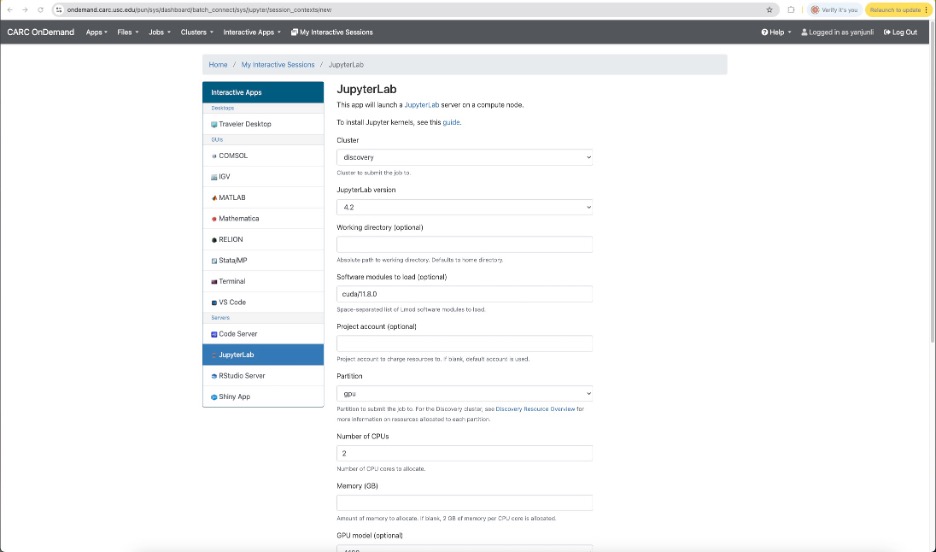 ondemand.carc.usc.edu/pun/sys/dashboard/batch_connect/sys/jupyter/session_contexts/new
Verify it's you
Relaunch to update
CARC OnDemand
Apps
Files
Jobs
Clusters
Interactive Apps
My Interactive Sessions
Help
Logged in as yanjunli
Log Out
Home / My Interactive Sessions / JupyterLab
Interactive Apps
Desktops
Traveler Desktop
GUIs
COMSOL
IGV
MATLAB
Mathematica
RELION
Stata/MP
Terminal
VS Code
Servers
Code Server
JupyterLab
RStudio Server
Shiny App
JupyterLab
This app will launch a JupyterLab server on a compute node.
To install Jupyter kernels, see this guide.
Cluster
discovery
Cluster to submit the job to.
JupyterLab version
4.2
Working directory (optional)
Absolute path to working directory. Defaults to home directory.
Software modules to load (optional)
cuda/11.8.0
Space-separated list of Lmod software modules to load.
Project account (optional)
Project account to charge resources to. If blank, default account is used.
Partition
gpu
Partition to submit the job to. For the Discovery cluster, see Discovery Resource Overview for
more information on resources allocated to each partition.
Number of CPUs
2
Number of CPU cores to allocate.
Memory (GB)
Amount of memory to allocate. If blank, 2 GB of memory per CPU core is allocated.
GPU model (optional)